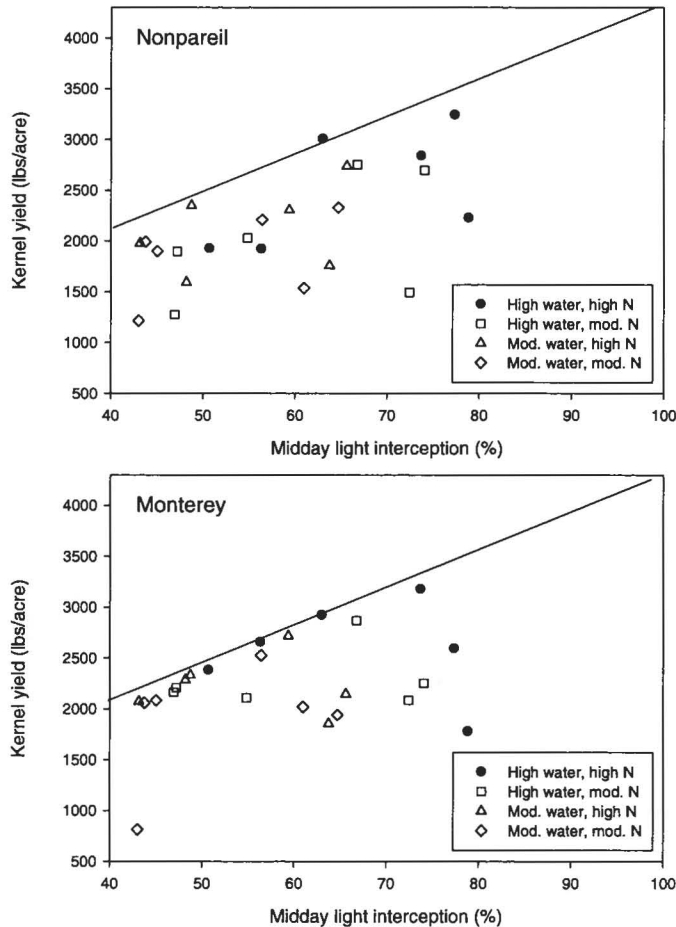 Nonpareil
Kernel yield (lbs/acre)
4000
3500
3000
2500
2000
1500
1000
500
High water, high N
High water, mod. N
Mod. water, high N
Mod. water, mod. N
40 50 60 70 80 90 100
Midday light interception (%)
Monterey
Kernel yield (lbs/acre)
4000
3500
3000
2500
2000
1500
1000
500
High water, high N
High water, mod. N
Mod. water, high N
Mod. water, mod. N
40 50 60 70 80 90 100
Midday light interception (%)